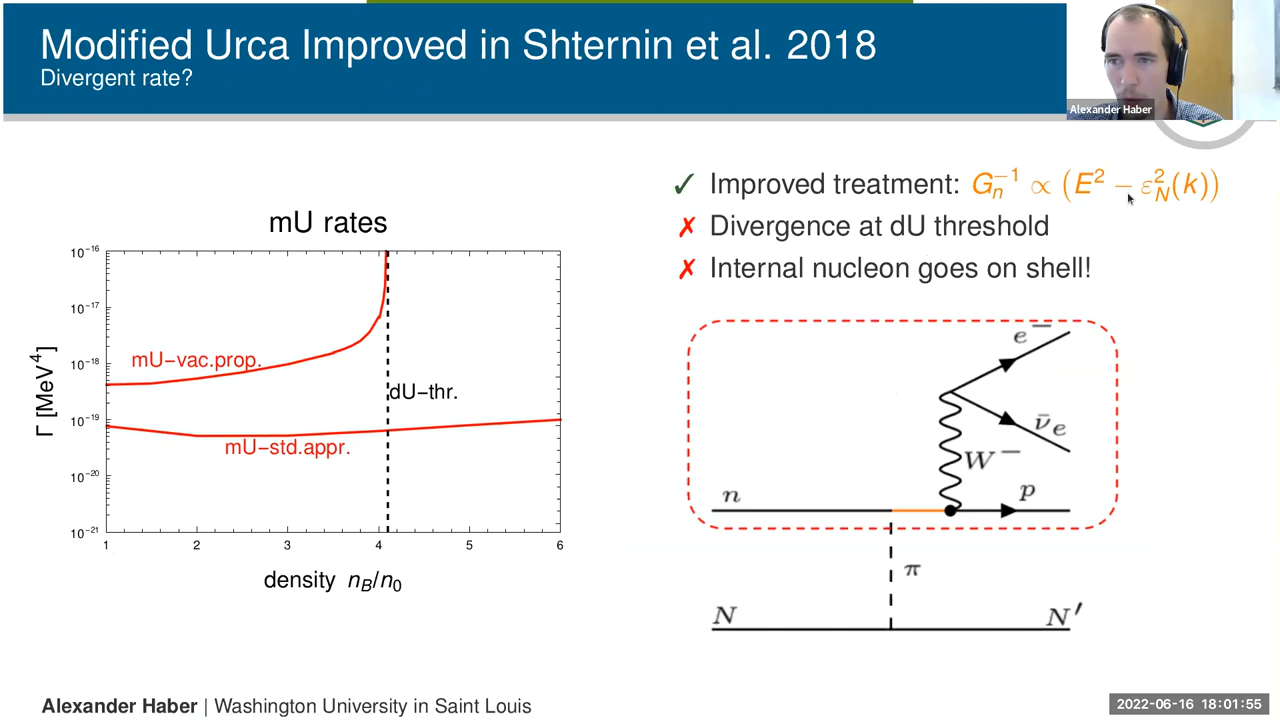 Modified Urca Improved in Shternin et al. 2018
Divergent rate?
Alexander Haber
✓ Improved treatment: G_n^{-1} ∝ (E^2 − ε_N^2(k))
✗ Divergence at dU threshold
✗ Internal nucleon goes on shell!
mU rates
10^{-16}
10^{-17}
10^{-18}
10^{-19}
10^{-20}
10^{-21}
Γ [MeV^4]
mU−vac.prop.
dU−thr.
mU−std.appr.
1 2 3 4 5 6
density n_B/n_0
e^−
ν̄_e
W^−
n
p
π
N
N′
Alexander Haber | Washington University in Saint Louis
2022-06-16 18:01:55